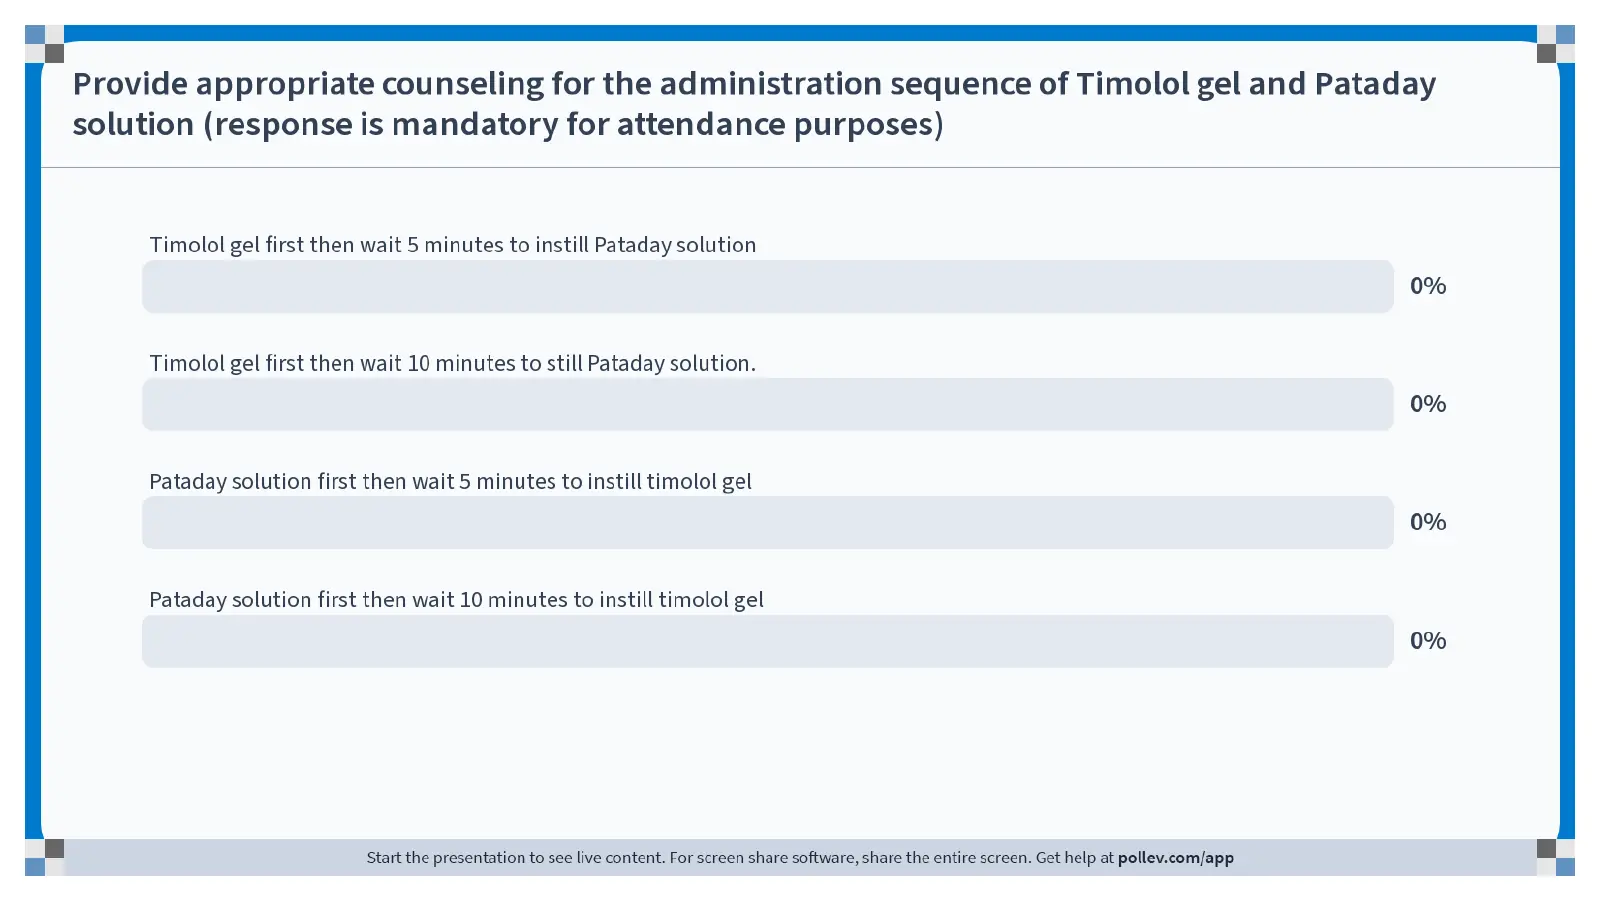 Provide appropriate counseling for the administration sequence of Timolol gel and Pataday
solution (response is mandatory for attendance purposes)
Timolol gel first then wait 5 minutes to instill Pataday solution
0%
Timolol gel first then wait 10 minutes to still Pataday solution.
0%
Pataday solution first then wait 5 minutes to instill timolol gel
0%
Pataday solution first then wait 10 minutes to instill timolol gel
0%
Start the presentation to see live content. For screen share software, share the entire screen. Get help at pollev.com/app